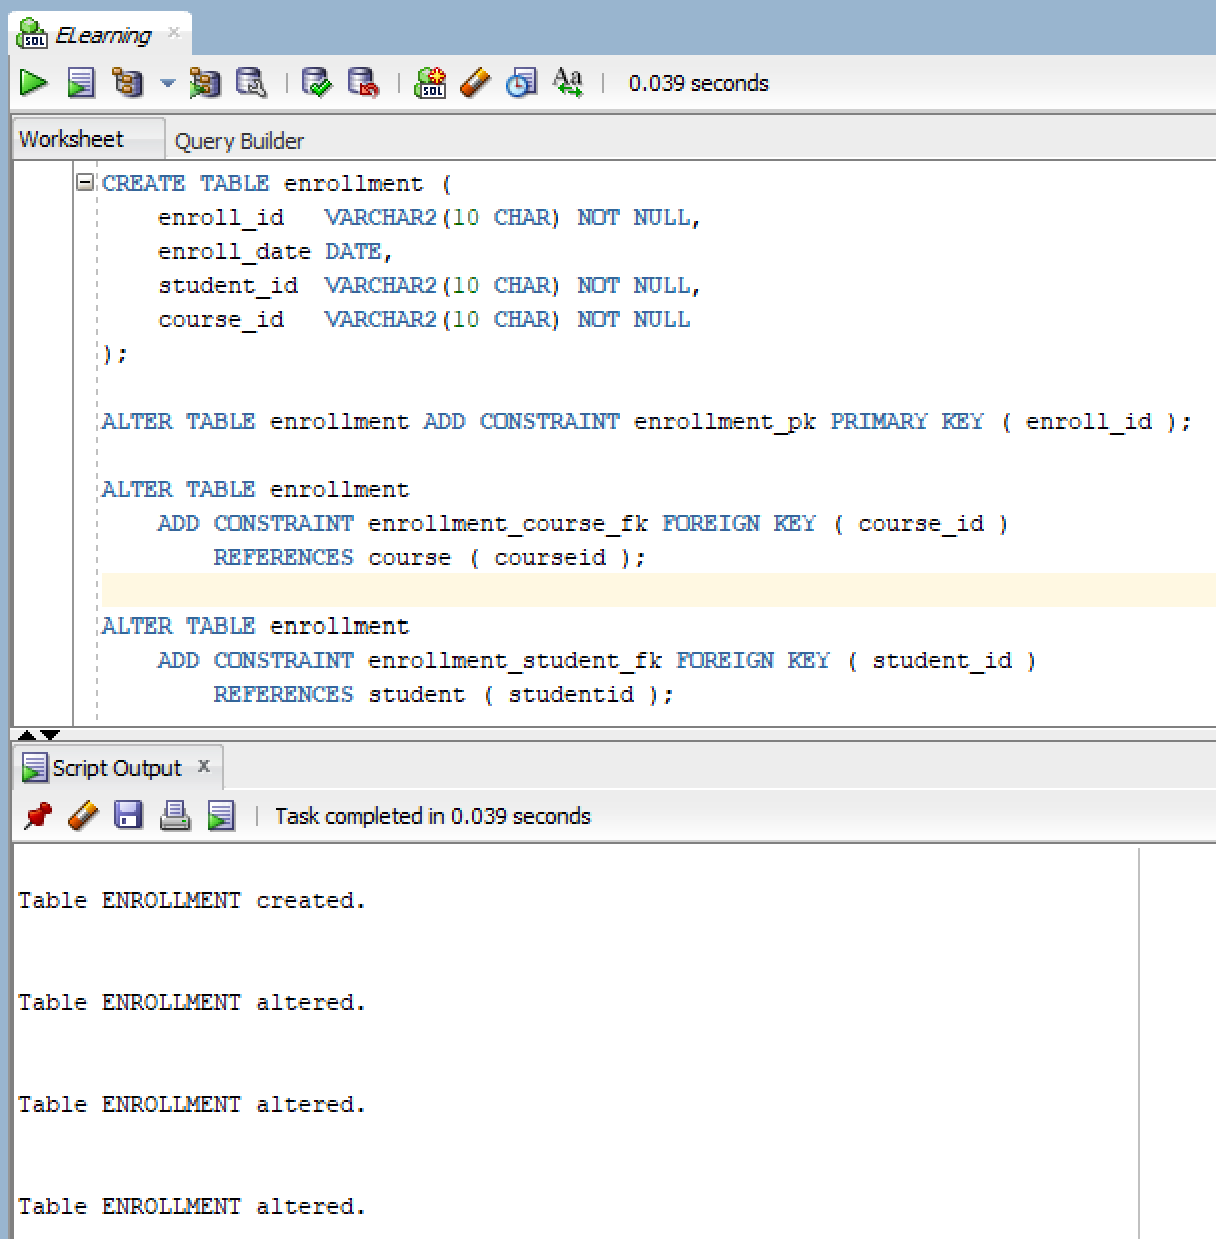 SQL ELearning
0.039 seconds
Worksheet Query Builder
CREATE TABLE enrollment (
    enroll_id   VARCHAR2(10 CHAR) NOT NULL,
    enroll_date DATE,
    student_id  VARCHAR2(10 CHAR) NOT NULL,
    course_id   VARCHAR2(10 CHAR) NOT NULL
);
ALTER TABLE enrollment ADD CONSTRAINT enrollment_pk PRIMARY KEY ( enroll_id );
ALTER TABLE enrollment
    ADD CONSTRAINT enrollment_course_fk FOREIGN KEY ( course_id )
        REFERENCES course ( courseid );
ALTER TABLE enrollment
    ADD CONSTRAINT enrollment_student_fk FOREIGN KEY ( student_id )
        REFERENCES student ( studentid );
Script Output x
Task completed in 0.039 seconds
Table ENROLLMENT created.
Table ENROLLMENT altered.
Table ENROLLMENT altered.
Table ENROLLMENT altered.